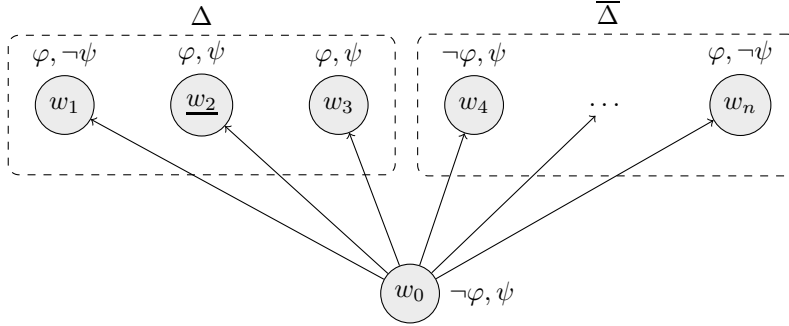 Δ Δ̅
φ, ¬ψ φ, ψ φ, ψ ¬φ, ψ φ, ¬ψ
w₁ w₂ w₃ w₄ ... wₙ
w₀ ¬φ, ψ